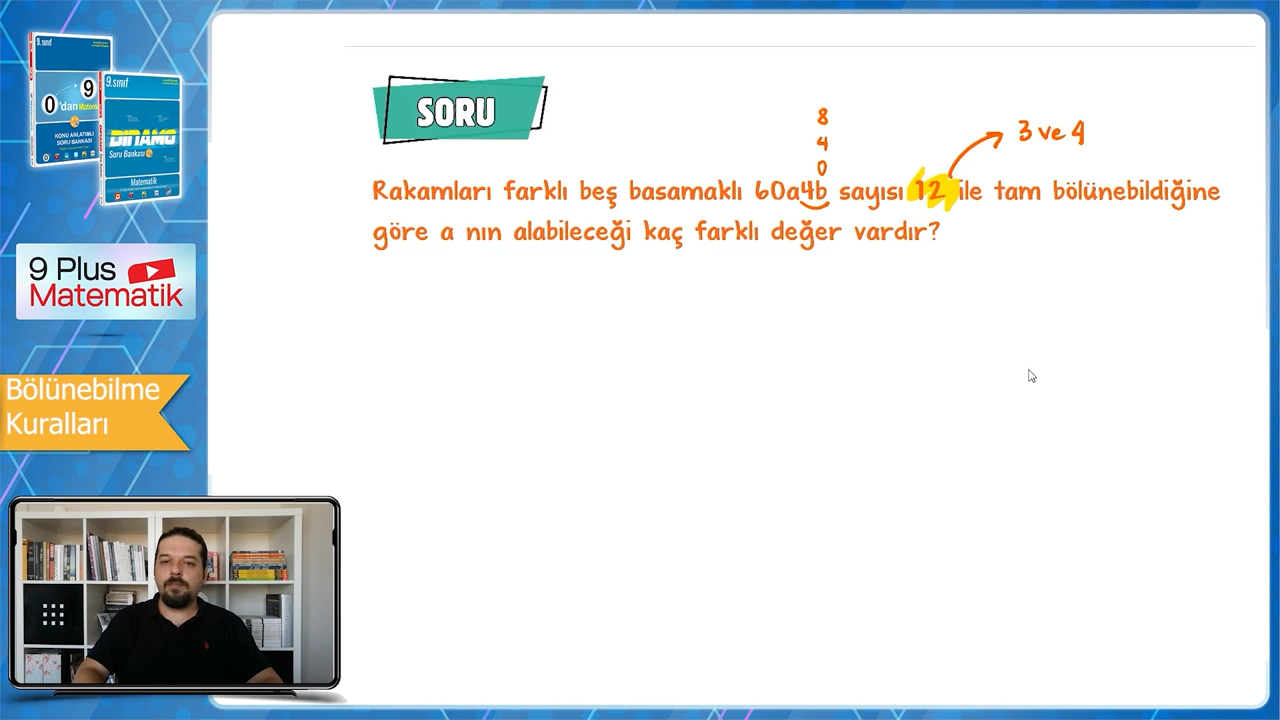 9.sınıf
0'dan 9 Matem
KONU ANLATIMLI
SORU BANKASI
9.sınıf
DİNAMO
Soru Bankası
Matematik
9 Plus
Matematik
Bölünebilme
Kuralları
SORU
8
4
0
3 ve 4
Rakamları farklı beş basamaklı 60a4b sayısı 12 ile tam bölünebildiğine
göre a nın alabileceği kaç farklı değer vardır?